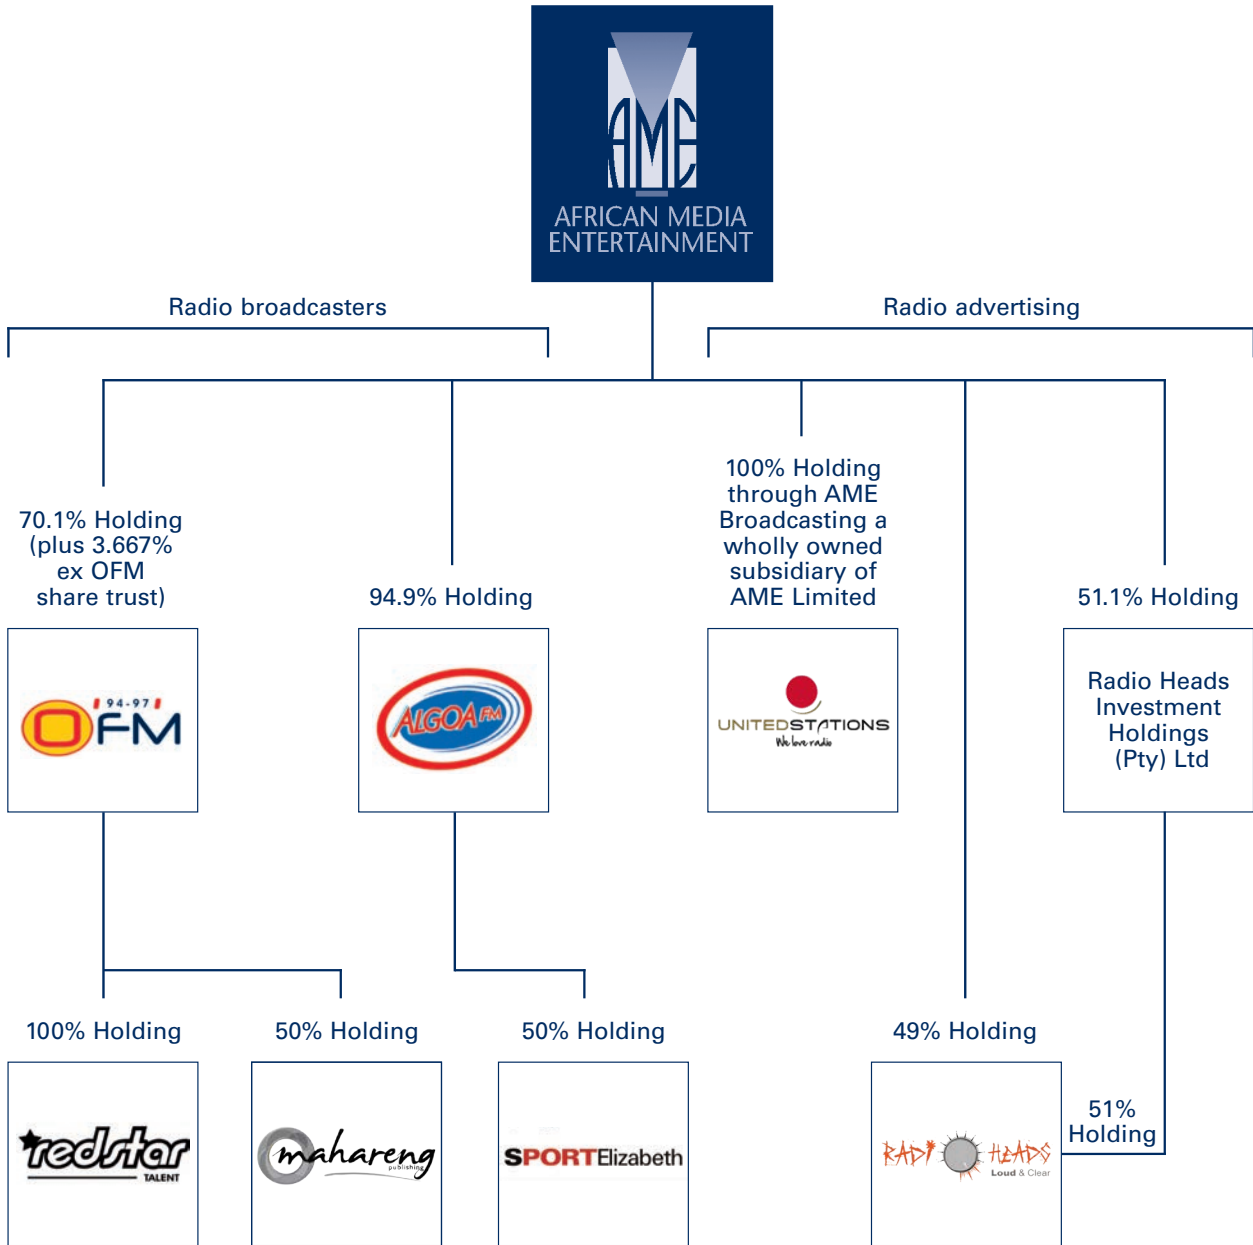 AME
AFRICAN MEDIA
ENTERTAINMENT
Radio broadcasters
Radio advertising
70.1% Holding
(plus 3.667%
ex OFM
share trust)
94.9% Holding
100% Holding
through AME
Broadcasting a
wholly owned
subsidiary of
AME Limited
51.1% Holding
94-97
OFM
ALGOA FM
UNITEDSTATIONS
We love radio
Radio Heads
Investment
Holdings
(Pty) Ltd
100% Holding
50% Holding
50% Holding
49% Holding
51%
Holding
redstar
TALENT
mahareng
publishing
SPORTElizabeth
RADI HEADS
Loud & Clear